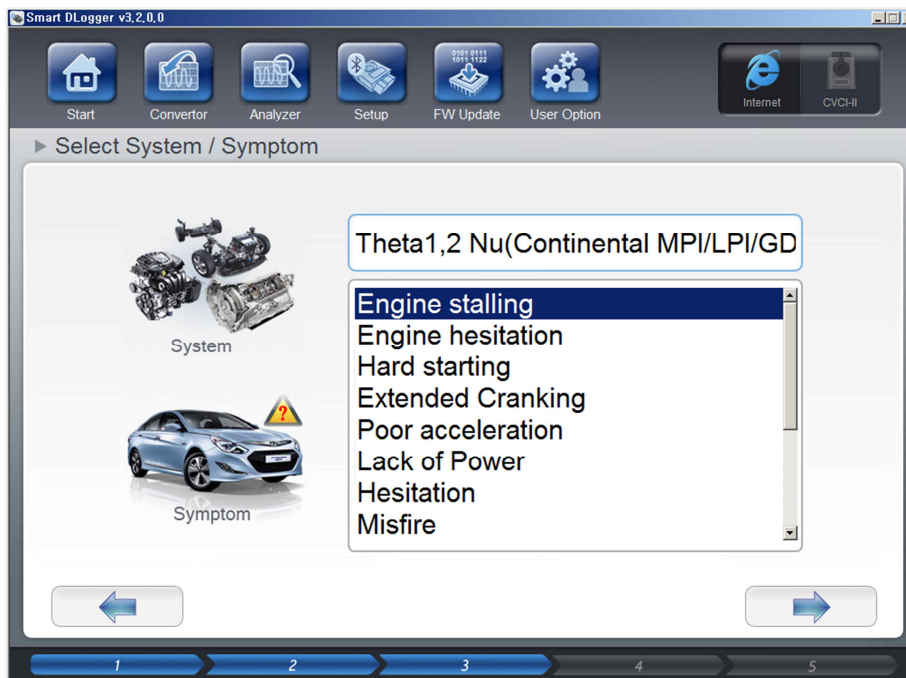 Smart DLogger v3,2,0,0
0101 0111
1011 1122
Start
Convertor
Analyzer
Setup
FW Update
User Option
Internet
CVCI-II
Select System / Symptom
System
Theta1,2 Nu(Continental MPI/LPI/GD
Engine stalling
Engine hesitation
Hard starting
Extended Cranking
Poor acceleration
Lack of Power
Hesitation
Misfire
?
Symptom
1
2
3
4
5